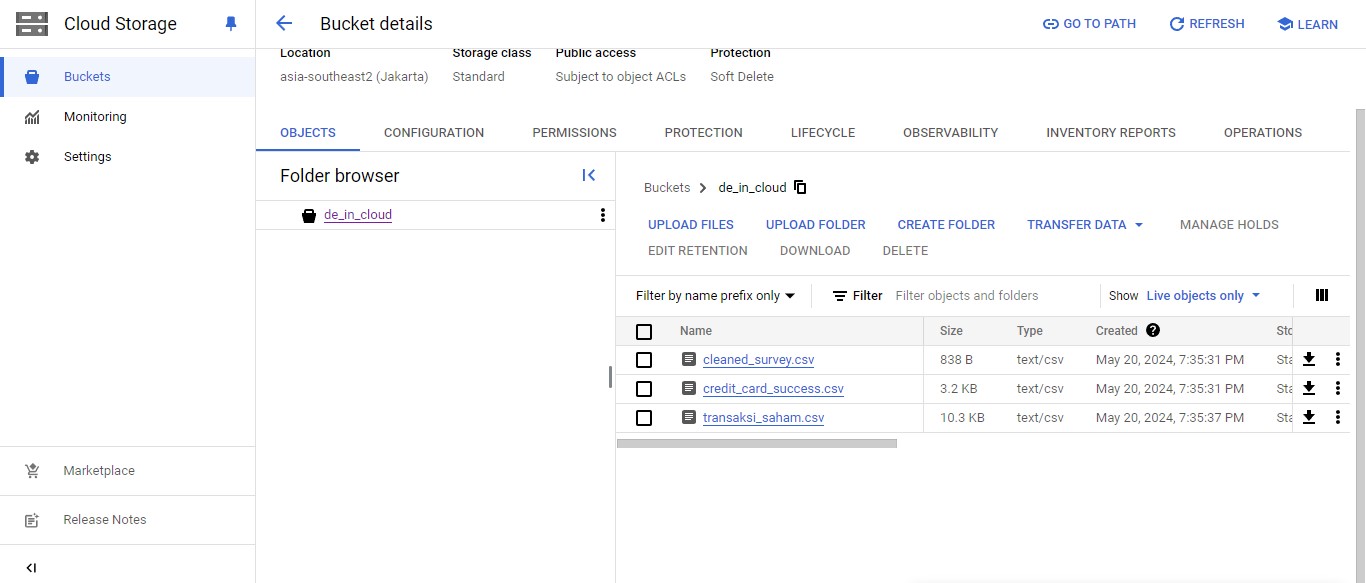 Cloud Storage
Bucket details
GO TO PATH
REFRESH
LEARN
Buckets
Monitoring
Settings
Marketplace
Release Notes
Location Storage class Public access Protection
asia-southeast2 (Jakarta) Standard Subject to object ACLs Soft Delete
OBJECTS CONFIGURATION PERMISSIONS PROTECTION LIFECYCLE OBSERVABILITY INVENTORY REPORTS OPERATIONS
Folder browser
de_in_cloud
Buckets de_in_cloud
UPLOAD FILES UPLOAD FOLDER CREATE FOLDER TRANSFER DATA MANAGE HOLDS
EDIT RETENTION DOWNLOAD DELETE
Filter by name prefix only Filter Filter objects and folders Show Live objects only
Name Size Type Created
cleaned_survey.csv 838 B text/csv May 20, 2024, 7:35:31 PM Sta
credit_card_success.csv 3.2 KB text/csv May 20, 2024, 7:35:31 PM Sta
transaksi_saham.csv 10.3 KB text/csv May 20, 2024, 7:35:37 PM Sta